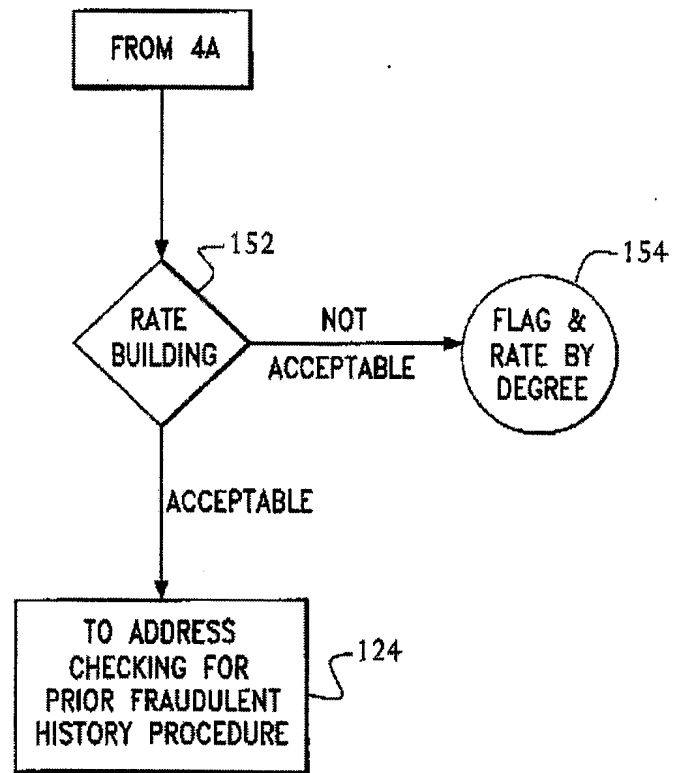 FROM 4A
152
RATE
BUILDING
NOT
ACCEPTABLE
154
FLAG &
RATE BY
DEGREE
ACCEPTABLE
TO ADDRESS
CHECKING FOR
PRIOR FRAUDULENT
HISTORY PROCEDURE
124